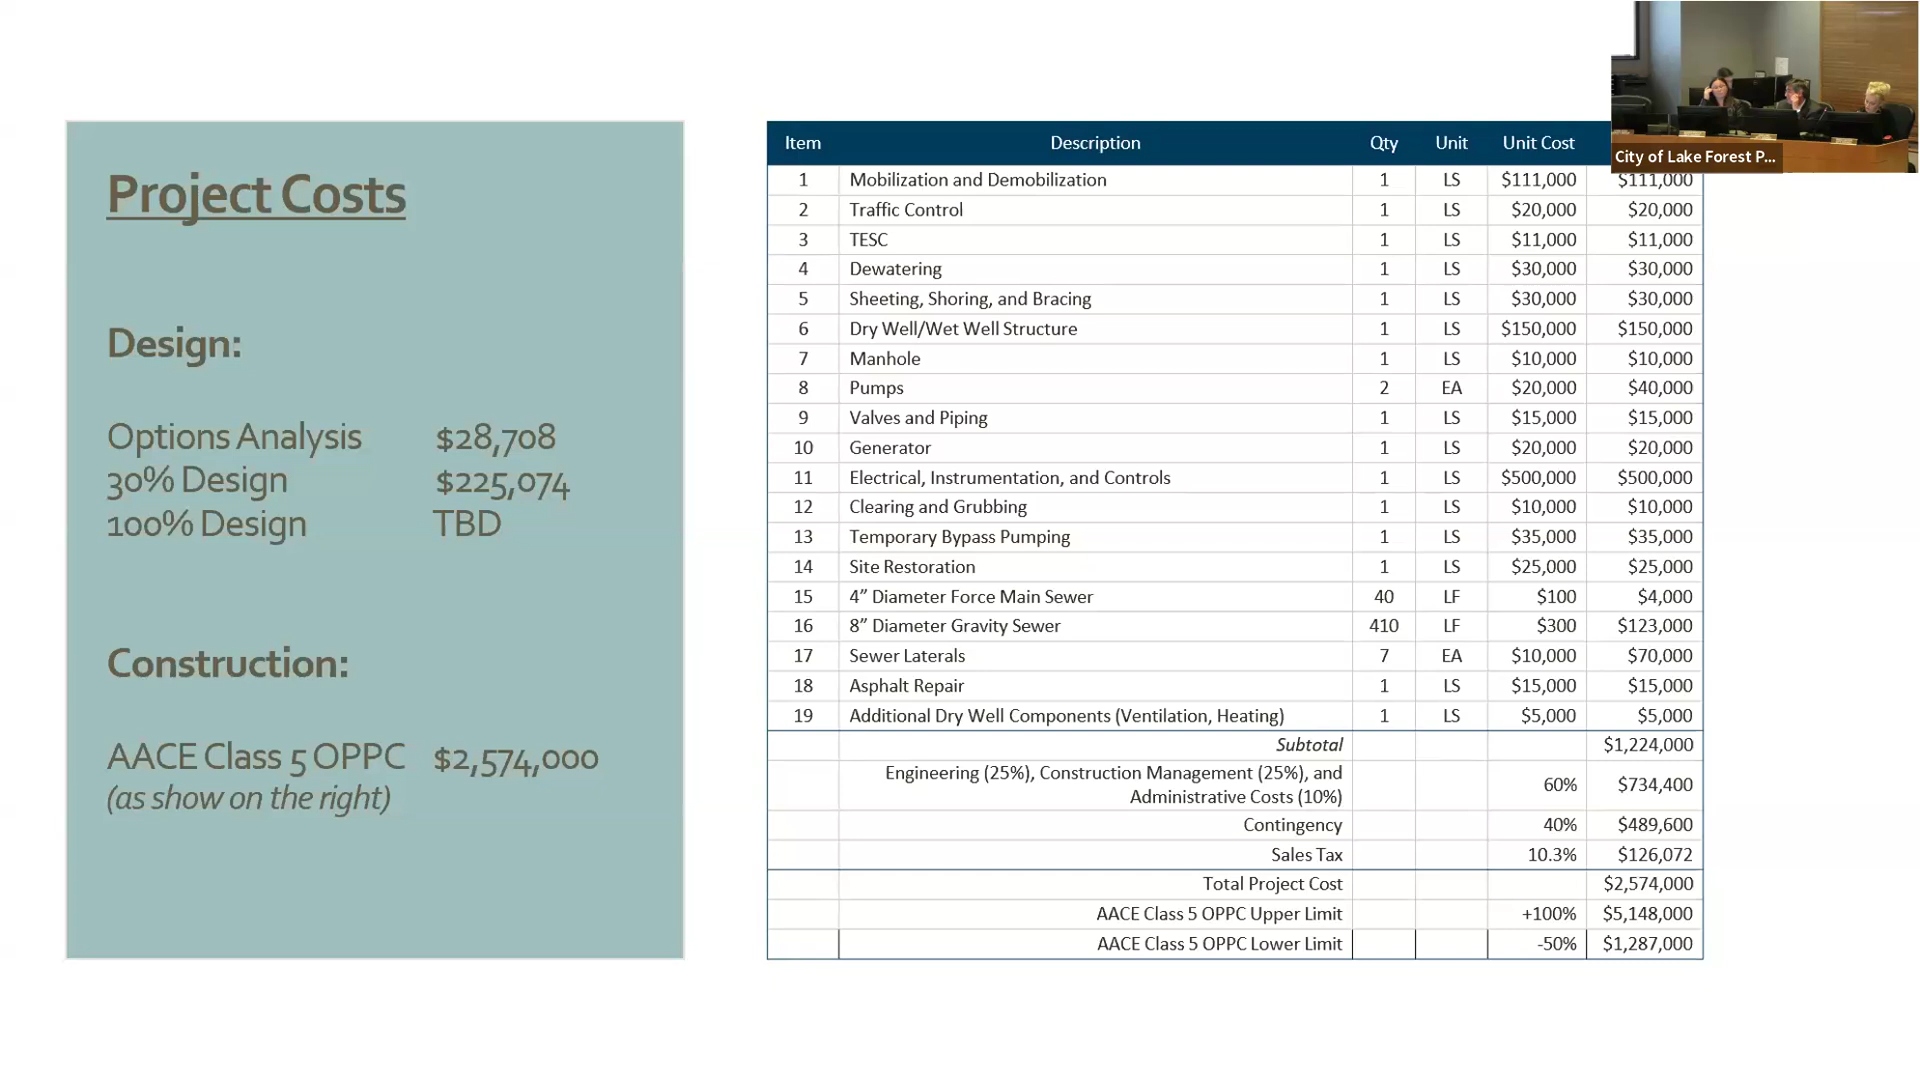 Project Costs
Design:
Options Analysis $28,708
30% Design $225,074
100% Design TBD
Construction:
AACE Class 5 OPPC $2,574,000
(as show on the right)
Item Description Qty Unit Unit Cost
1 Mobilization and Demobilization 1 LS $111,000 $111,000
2 Traffic Control 1 LS $20,000 $20,000
3 TESC 1 LS $11,000 $11,000
4 Dewatering 1 LS $30,000 $30,000
5 Sheeting, Shoring, and Bracing 1 LS $30,000 $30,000
6 Dry Well/Wet Well Structure 1 LS $150,000 $150,000
7 Manhole 1 LS $10,000 $10,000
8 Pumps 2 EA $20,000 $40,000
9 Valves and Piping 1 LS $15,000 $15,000
10 Generator 1 LS $20,000 $20,000
11 Electrical, Instrumentation, and Controls 1 LS $500,000 $500,000
12 Clearing and Grubbing 1 LS $10,000 $10,000
13 Temporary Bypass Pumping 1 LS $35,000 $35,000
14 Site Restoration 1 LS $25,000 $25,000
15 4” Diameter Force Main Sewer 40 LF $100 $4,000
16 8” Diameter Gravity Sewer 410 LF $300 $123,000
17 Sewer Laterals 7 EA $10,000 $70,000
18 Asphalt Repair 1 LS $15,000 $15,000
19 Additional Dry Well Components (Ventilation, Heating) 1 LS $5,000 $5,000
Subtotal $1,224,000
Engineering (25%), Construction Management (25%), and
Administrative Costs (10%) 60% $734,400
Contingency 40% $489,600
Sales Tax 10.3% $126,072
Total Project Cost $2,574,000
AACE Class 5 OPPC Upper Limit +100% $5,148,000
AACE Class 5 OPPC Lower Limit -50% $1,287,000
City of Lake Forest P...